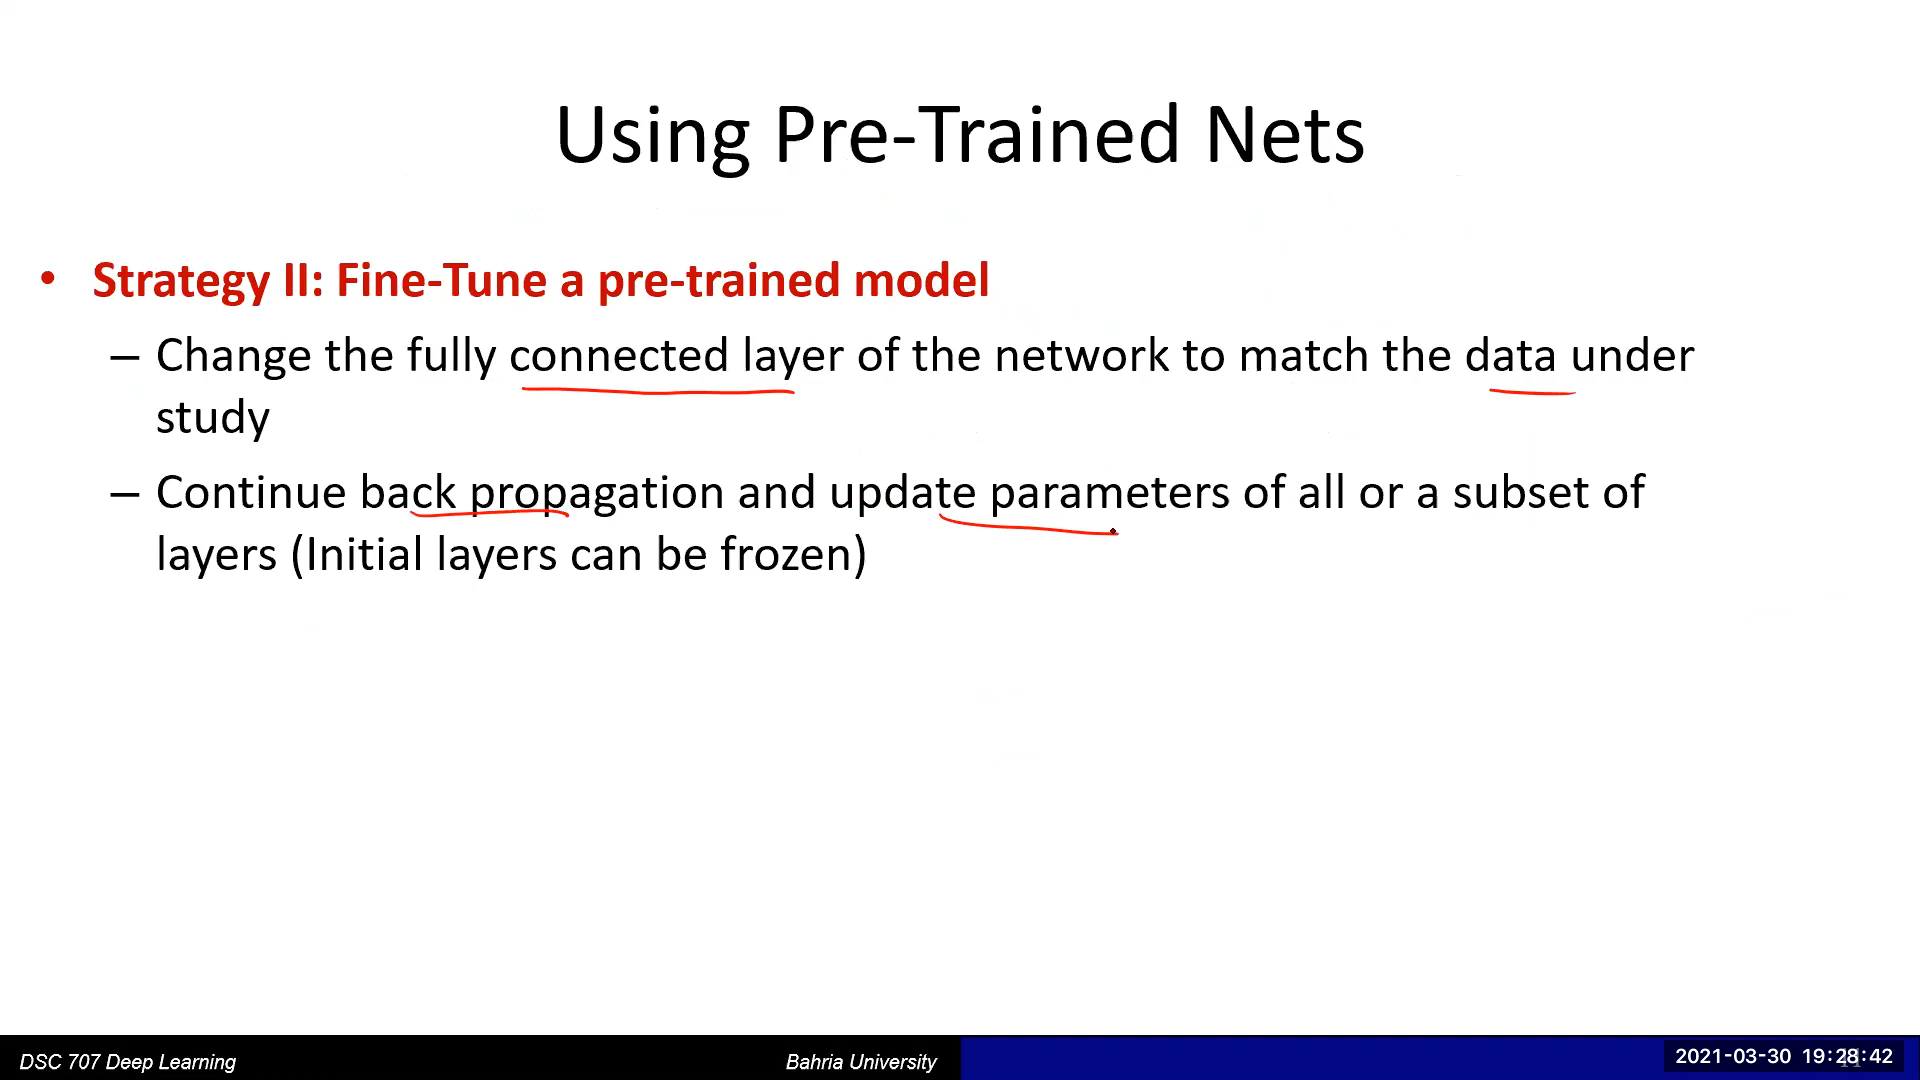 Using Pre-Trained Nets
• Strategy II: Fine-Tune a pre-trained model
– Change the fully connected layer of the network to match the data under
study
– Continue back propagation and update parameters of all or a subset of
layers (Initial layers can be frozen)
DSC 707 Deep Learning
Bahria University
2021-03-30 19:28:42